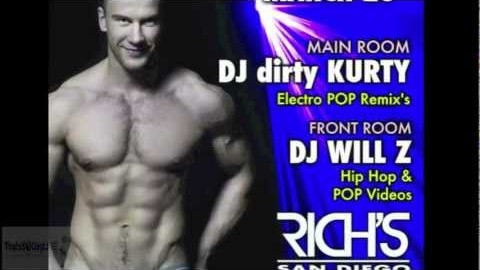 MAIN ROOM
DJ dirty KURTY
Electro POP Remix's
FRONT ROOM
DJ WILL Z
Hip Hop &
POP Videos
RICH'S
SAN DIEGO